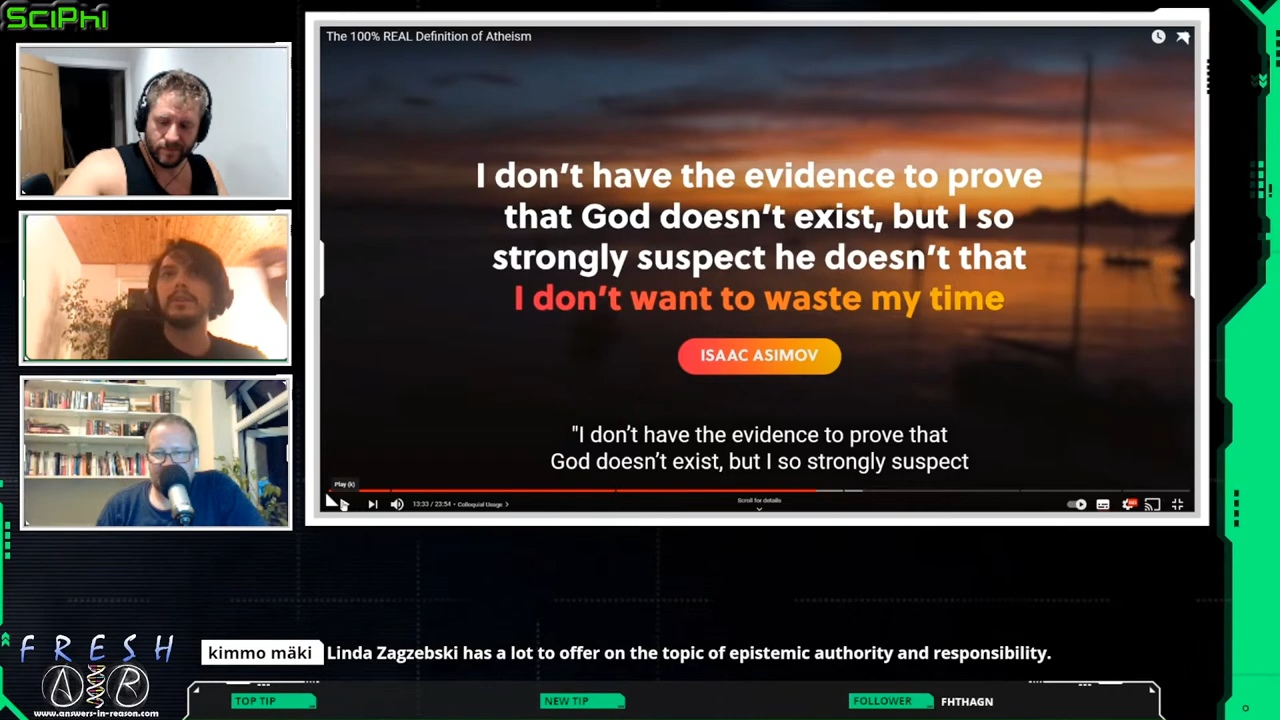 SCIPHI
The 100% REAL Definition of Atheism
I don't have the evidence to prove
that God doesn't exist, but I so
strongly suspect he doesn't that
I don't want to waste my time
ISAAC ASIMOV
"I don't have the evidence to prove that
God doesn't exist, but I so strongly suspect
Play (k)
13:33 / 23:54 • Colloquial Usage
Scroll for details
FRESH
AiR
www.answers-in-reason.com
kimmo mäki
Linda Zagzebski has a lot to offer on the topic of epistemic authority and responsibility.
TOP TIP
NEW TIP
FOLLOWER
FHTHAGN